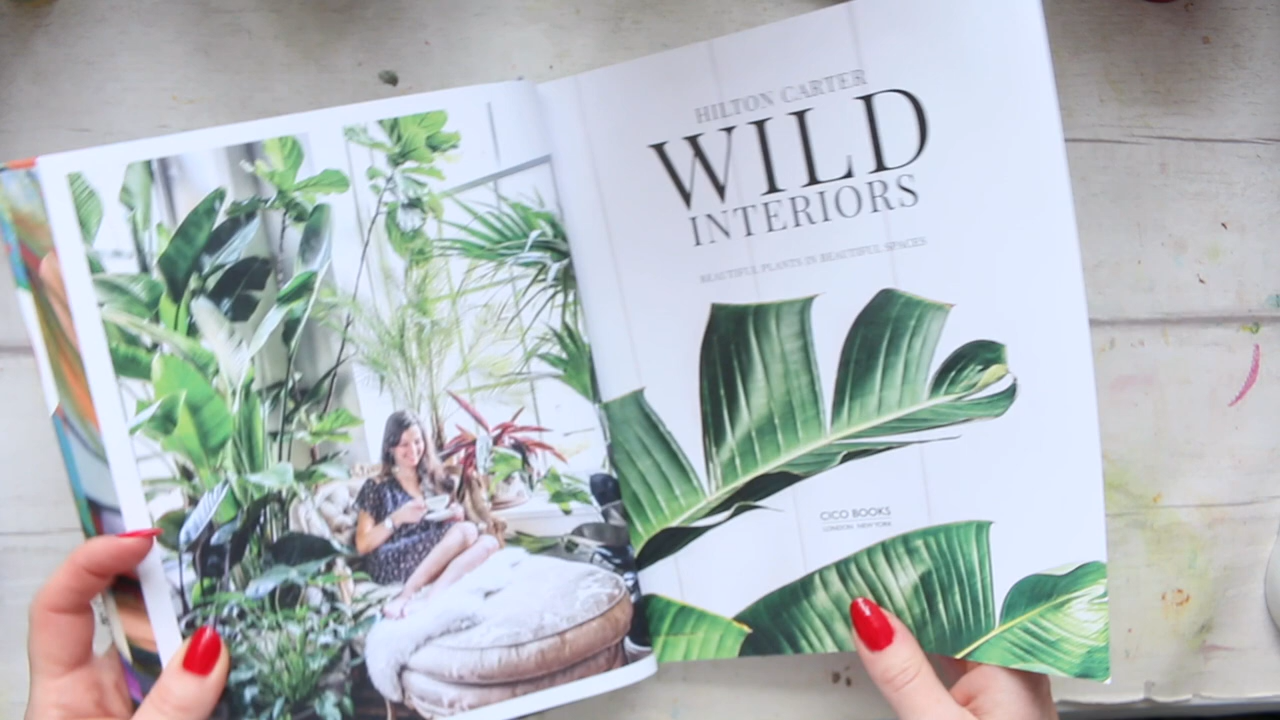 HILTON CARTER
WILD
INTERIORS
BEAUTIFUL PLANTS IN BEAUTIFUL SPACES
CICO BOOKS
LONDON NEW YORK